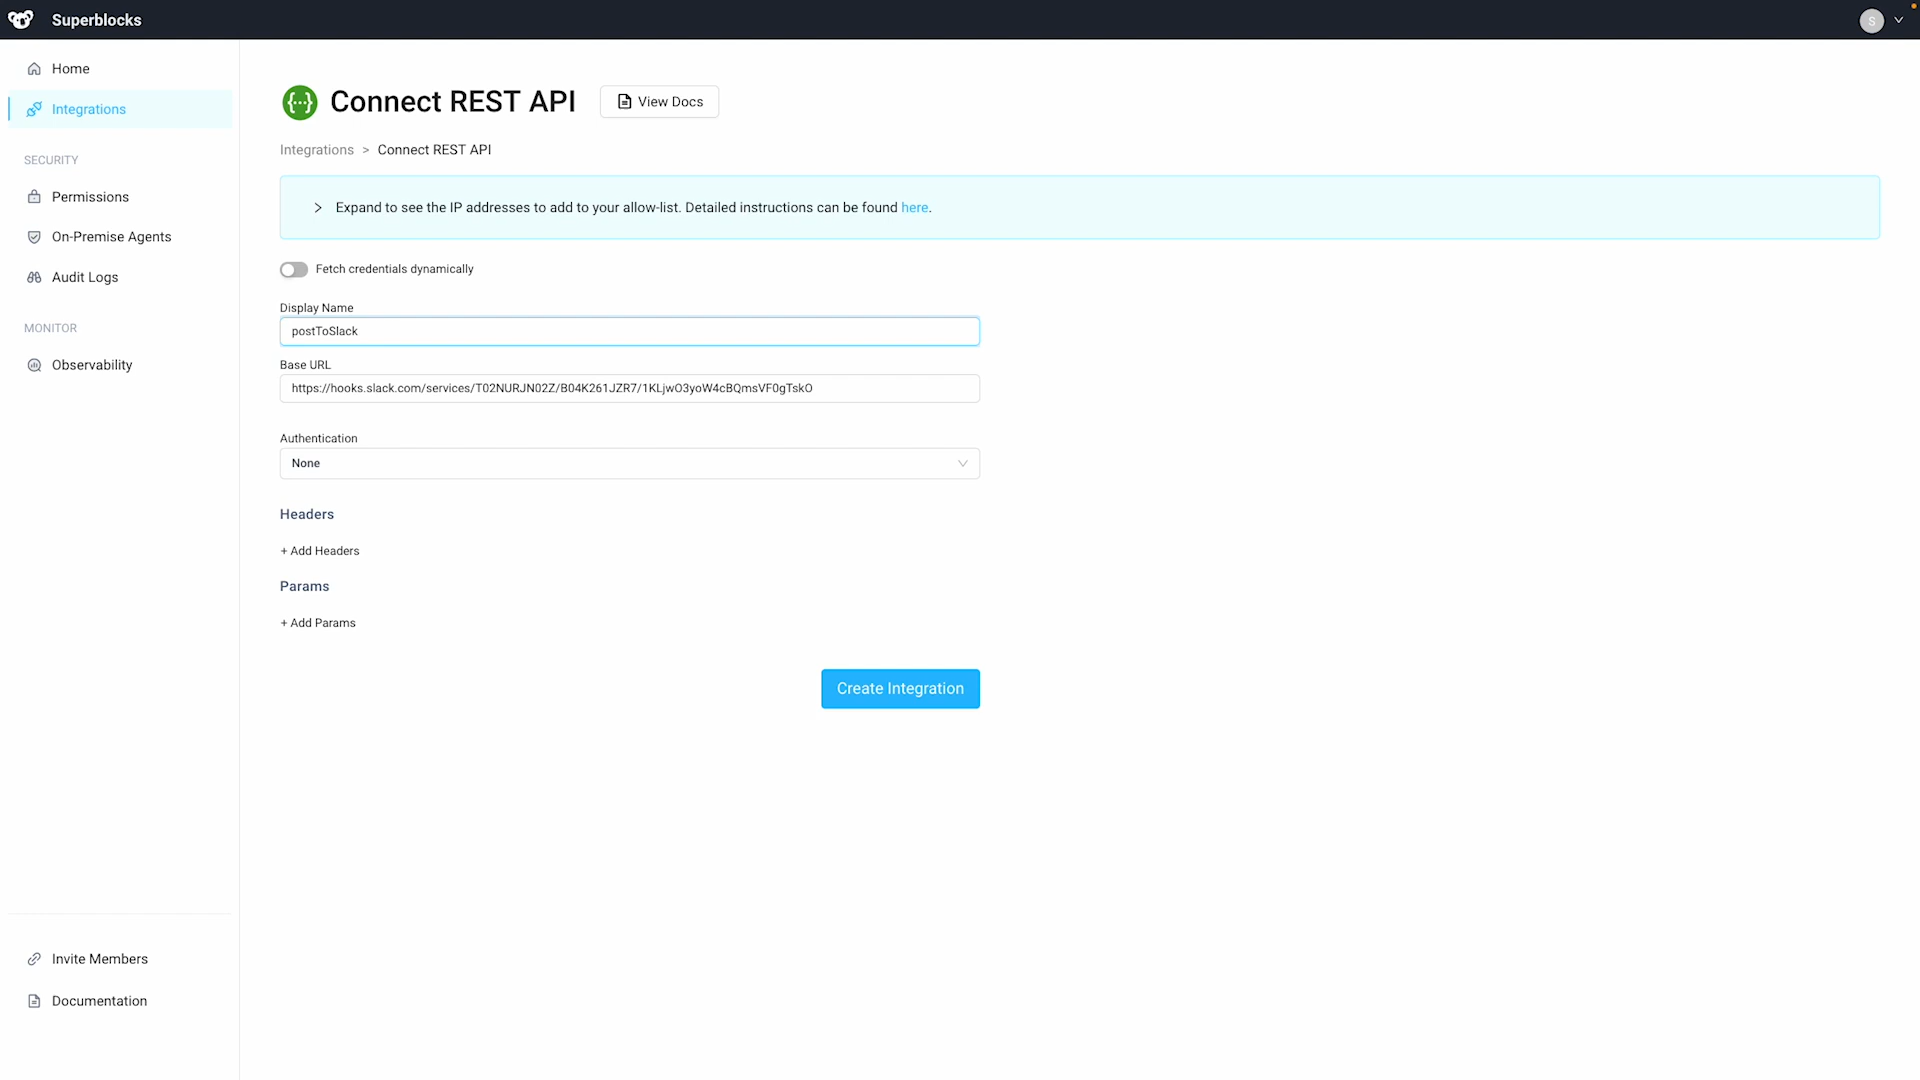 Superblocks
S
Home
Integrations
SECURITY
Permissions
On-Premise Agents
Audit Logs
MONITOR
Observability
Invite Members
Documentation
Connect REST API
View Docs
Integrations > Connect REST API
Expand to see the IP addresses to add to your allow-list. Detailed instructions can be found here.
Fetch credentials dynamically
Display Name
postToSlack
Base URL
https://hooks.slack.com/services/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
Authentication
None
Headers
+ Add Headers
Params
+ Add Params
Create Integration